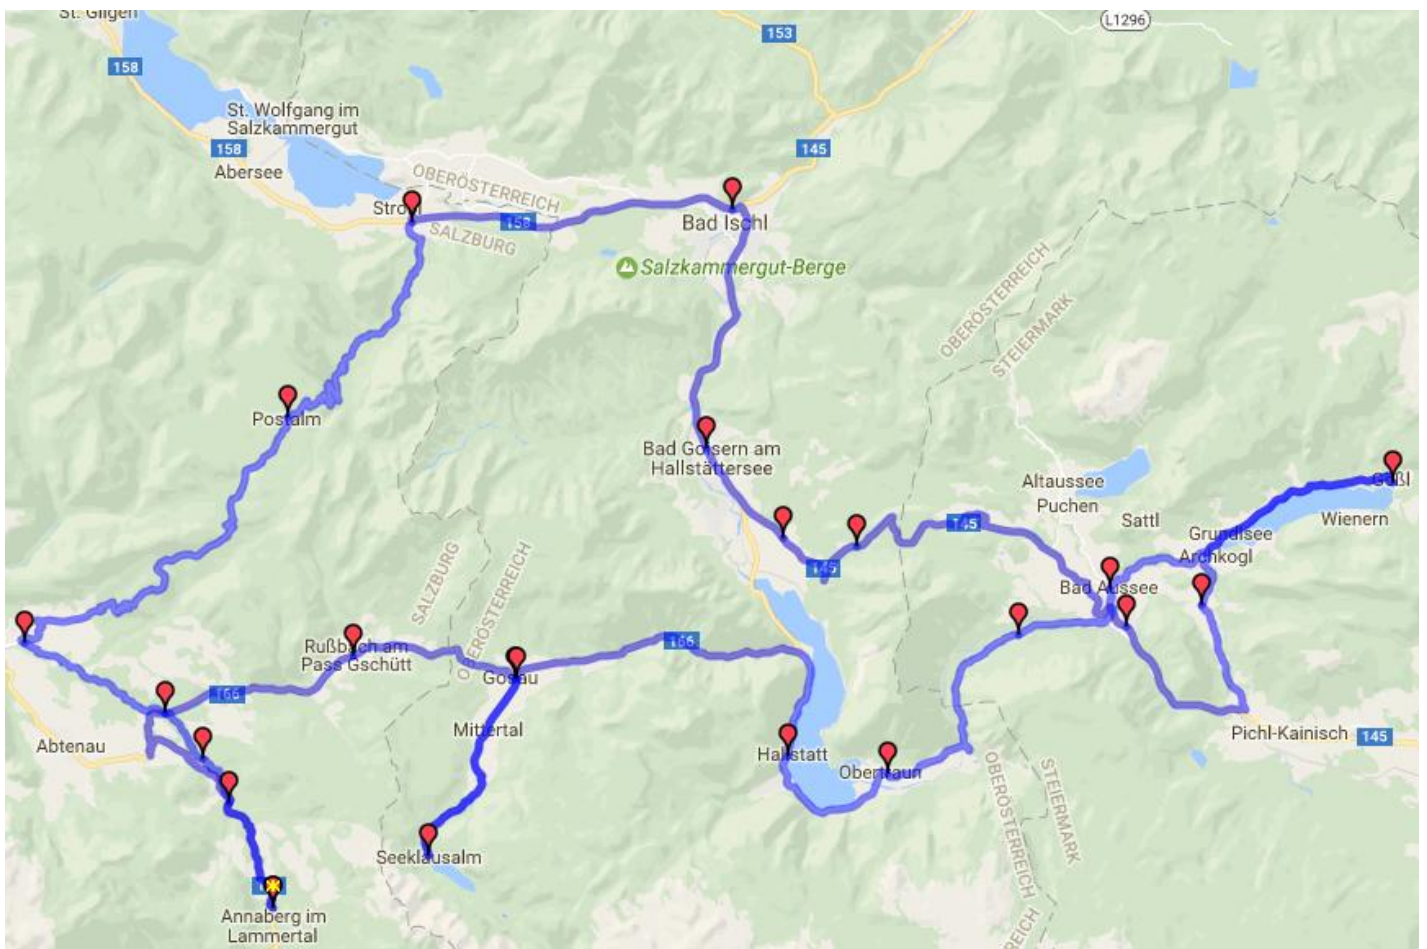 St. Gilgen
153
L1296
158
St. Wolfgang im
Salzkammergut
158
145
Abersee
OBERÖSTERREICH
Strobl
158
Bad Ischl
SALZBURG
Salzkammergut-Berge
OBERÖSTERREICH
STEIERMARK
Postalm
Bad Goisern am
Hallstättersee
Altaussee
Puchen
Gößl
Sattl
Wienern
145
Grundlsee
Archkogl
145
Bad Aussee
SALZBURG
OBERÖSTERREICH
Rußbach am
Pass Gschütt
166
Gosau
166
Mittertal
Abtenau
Hallstatt
Obertraun
Pichl-Kainisch
145
OBERÖSTERREICH
STEIERMARK
Seeklausalm
Annaberg im
Lammertal